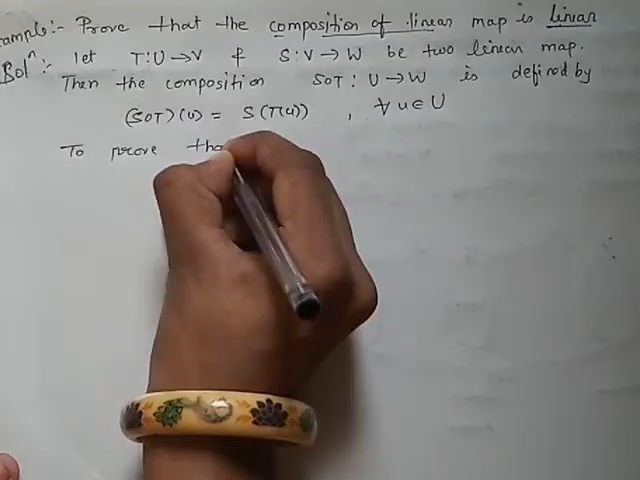 ample:- Prove that the composition of linear map is linear
Solⁿ:- let T:U→V & S:V→W be two linear map.
Then the composition SoT : U→W is defined by
(SoT)(u) = S(T(u)) , ∀ u∈U
To prove tha